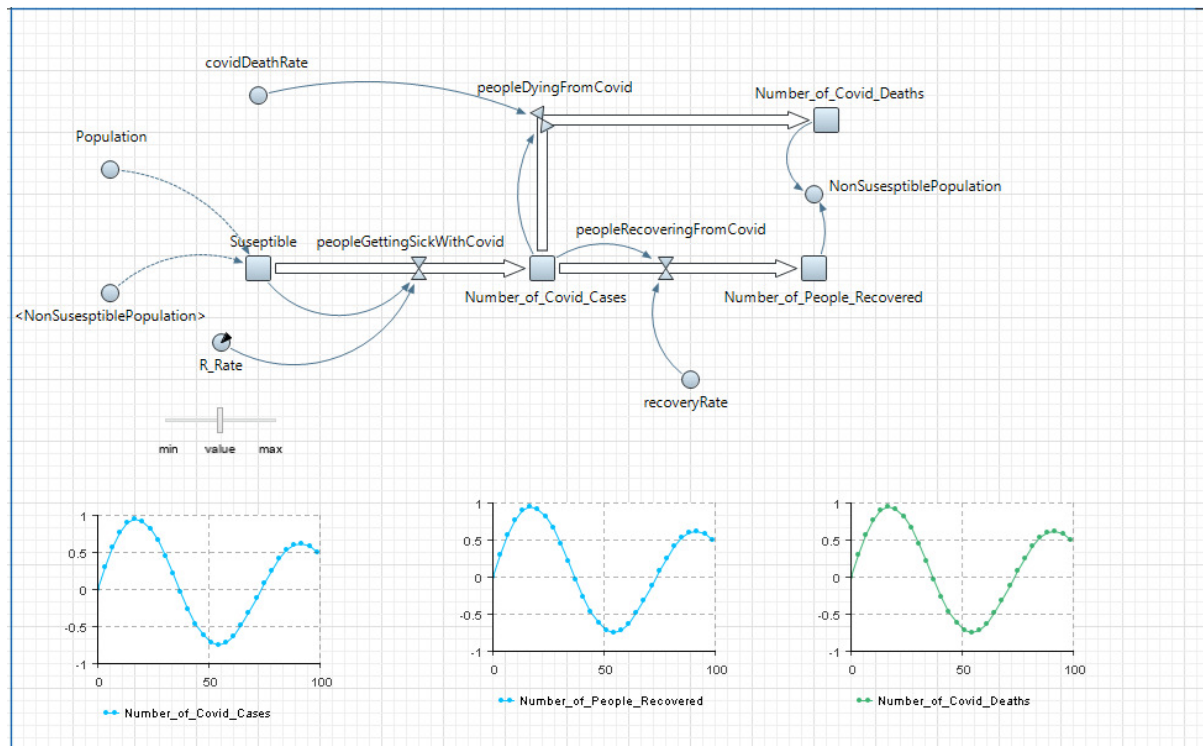 covidDeathRate
peopleDyingFromCovid
Number_of_Covid_Deaths
Population
NonSusesptiblePopulation
Suseptible
peopleGettingSickWithCovid
peopleRecoveringFromCovid
Number_of_Covid_Cases
Number_of_People_Recovered
<NonSusesptiblePopulation>
R_Rate
recoveryRate
min value max
1
0.5
0
-0.5
-1
0 50 100
Number_of_Covid_Cases
1
0.5
0
-0.5
-1
0 50 100
Number_of_People_Recovered
1
0.5
0
-0.5
-1
0 50 100
Number_of_Covid_Deaths